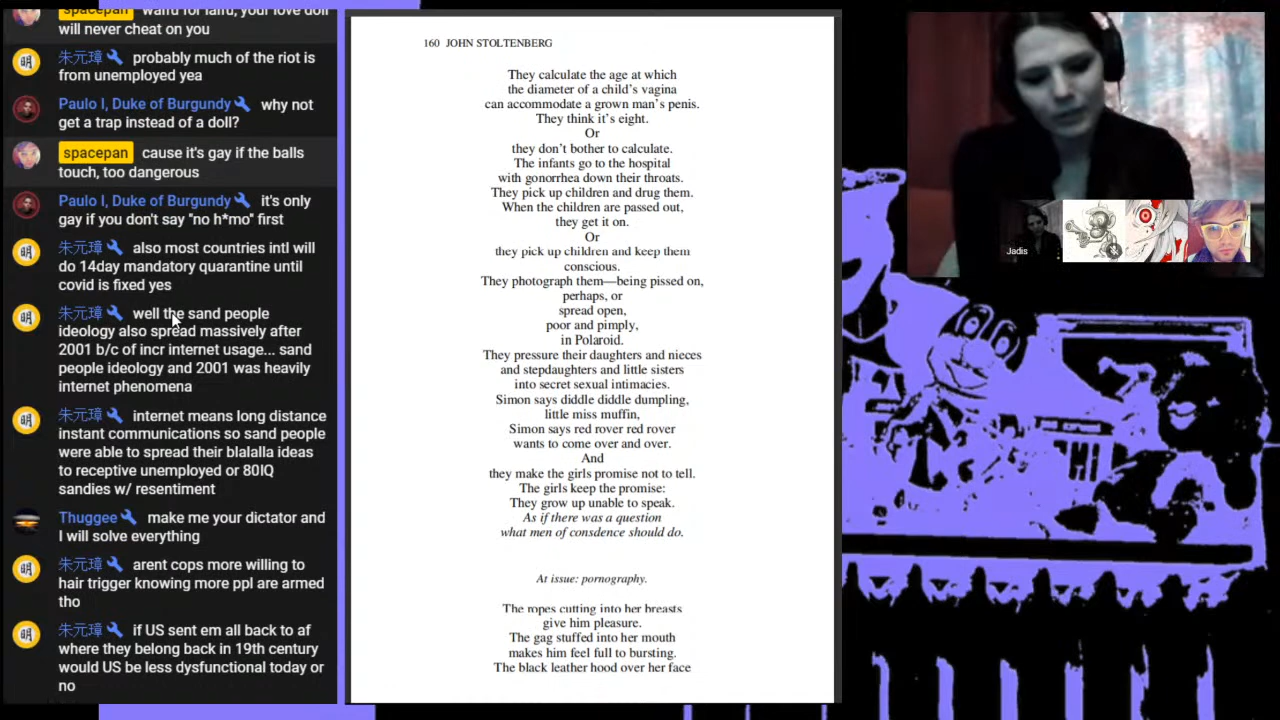 spacepan waifu for laifu, your love doll
will never cheat on you
朱元璋 probably much of the riot is
from unemployed yea
Paulo I, Duke of Burgundy why not
get a trap instead of a doll?
spacepan cause it's gay if the balls
touch, too dangerous
Paulo I, Duke of Burgundy it's only
gay if you don't say "no h*mo" first
朱元璋 also most countries intl will
do 14day mandatory quarantine until
covid is fixed yes
朱元璋 well the sand people
ideology also spread massively after
2001 b/c of incr internet usage... sand
people ideology and 2001 was heavily
internet phenomena
朱元璋 internet means long distance
instant communications so sand people
were able to spread their blalalla ideas
to receptive unemployed or 80IQ
sandies w/ resentiment
Thuggee make me your dictator and
I will solve everything
朱元璋 arent cops more willing to
hair trigger knowing more ppl are armed
tho
朱元璋 if US sent em all back to af
where they belong back in 19th century
would US be less dysfunctional today or
no
160 JOHN STOLTENBERG
They calculate the age at which
the diameter of a child's vagina
can accommodate a grown man's penis.
They think it's eight.
Or
they don't bother to calculate.
The infants go to the hospital
with gonorrhea down their throats.
They pick up children and drug them.
When the children are passed out,
they get it on.
Or
they pick up children and keep them
conscious.
They photograph them—being pissed on,
perhaps, or
spread open,
poor and pimply,
in Polaroid.
They pressure their daughters and nieces
and stepdaughters and little sisters
into secret sexual intimacies.
Simon says diddle diddle dumpling,
little miss muffin,
Simon says red rover red rover
wants to come over and over.
And
they make the girls promise not to tell.
The girls keep the promise:
They grow up unable to speak.
As if there was a question
what men of consdence should do.
At issue: pornography.
The ropes cutting into her breasts
give him pleasure.
The gag stuffed into her mouth
makes him feel full to bursting.
The black leather hood over her face
Jadis